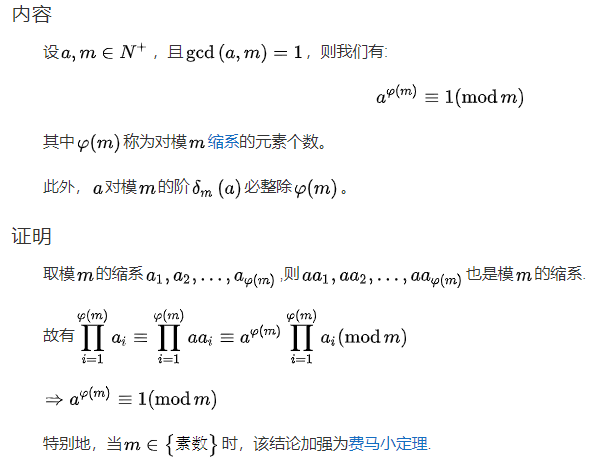 内容
设 $a, m \in N^+$ ，且 $\gcd(a, m) = 1$，则我们有:
$a^{\varphi(m)} \equiv 1(\bmod\, m)$
其中 $\varphi(m)$ 称为对模 $m$ 缩系的元素个数。
此外，$a$ 对模 $m$ 的阶 $\delta_m(a)$ 必整除 $\varphi(m)$。
证明
取模 $m$ 的缩系 $a_1, a_2, \ldots, a_{\varphi(m)}$ ,则 $aa_1, aa_2, \ldots, aa_{\varphi(m)}$ 也是模 $m$ 的缩系.
故有 $\prod_{i=1}^{\varphi(m)} a_i \equiv \prod_{i=1}^{\varphi(m)} aa_i \equiv a^{\varphi(m)} \prod_{i=1}^{\varphi(m)} a_i (\bmod\, m)$
$\Rightarrow a^{\varphi(m)} \equiv 1(\bmod\, m)$
特别地，当 $m \in \{素数\}$ 时，该结论加强为费马小定理.